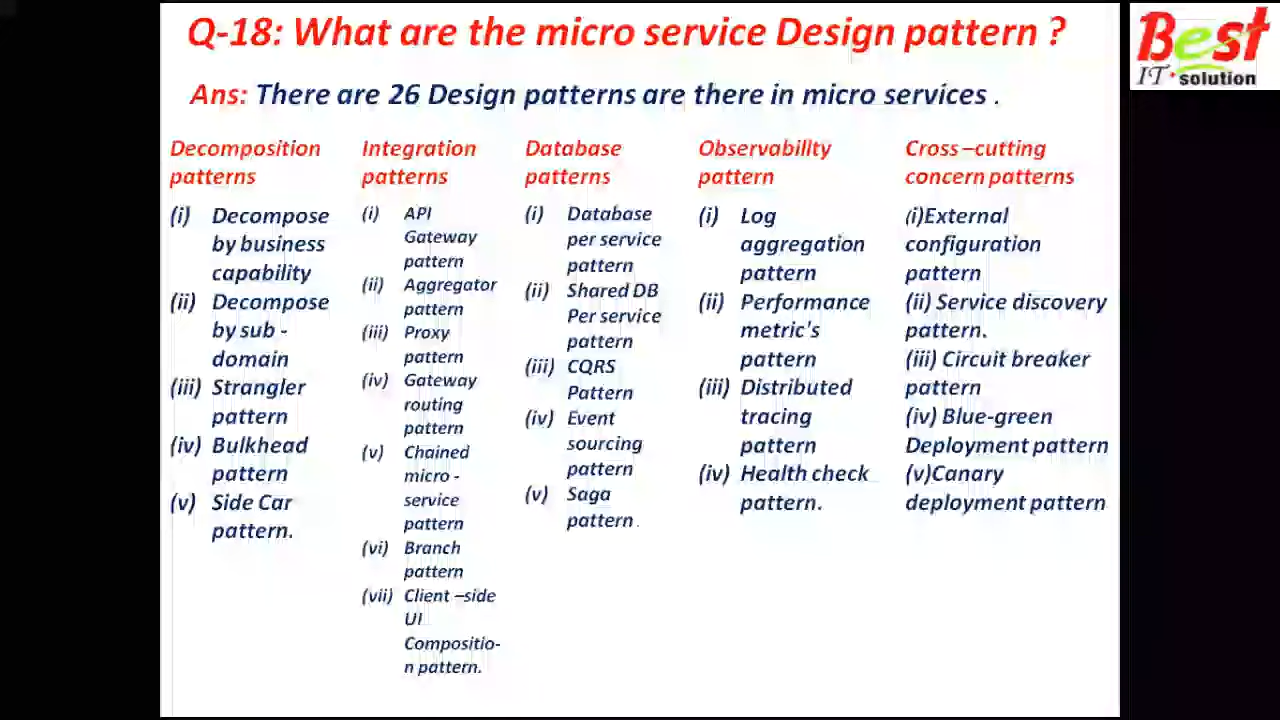 Q-18: What are the micro service Design pattern ?
Best
IT solution
Ans: There are 26 Design patterns are there in micro services .
Decomposition
patterns
(i) Decompose
by business
capability
(ii) Decompose
by sub -
domain
(iii) Strangler
pattern
(iv) Bulkhead
pattern
(v) Side Car
pattern.
Integration
patterns
(i) API
Gateway
pattern
(ii) Aggregator
pattern
(iii) Proxy
pattern
(iv) Gateway
routing
pattern
(v) Chained
micro -
service
pattern
(vi) Branch
pattern
(vii) Client –side
UI
Compositio-
n pattern.
Database
patterns
(i) Database
per service
pattern
(ii) Shared DB
Per service
pattern
(iii) CQRS
Pattern
(iv) Event
sourcing
pattern
(v) Saga
pattern .
Observability
pattern
(i) Log
aggregation
pattern
(ii) Performance
metric's
pattern
(iii) Distributed
tracing
pattern
(iv) Health check
pattern.
Cross –cutting
concern patterns
(i)External
configuration
pattern
(ii) Service discovery
pattern.
(iii) Circuit breaker
pattern
(iv) Blue-green
Deployment pattern
(v)Canary
deployment pattern